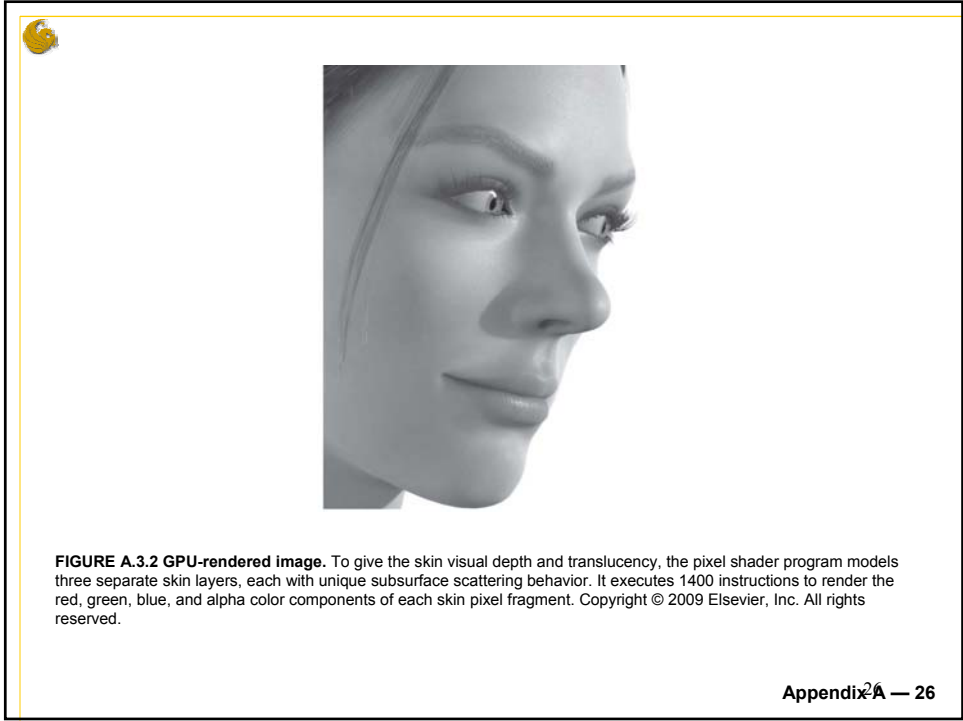 FIGURE A.3.2 GPU-rendered image. To give the skin visual depth and translucency, the pixel shader program models
three separate skin layers, each with unique subsurface scattering behavior. It executes 1400 instructions to render the
red, green, blue, and alpha color components of each skin pixel fragment. Copyright © 2009 Elsevier, Inc. All rights
reserved.
26
Appendix A — 26